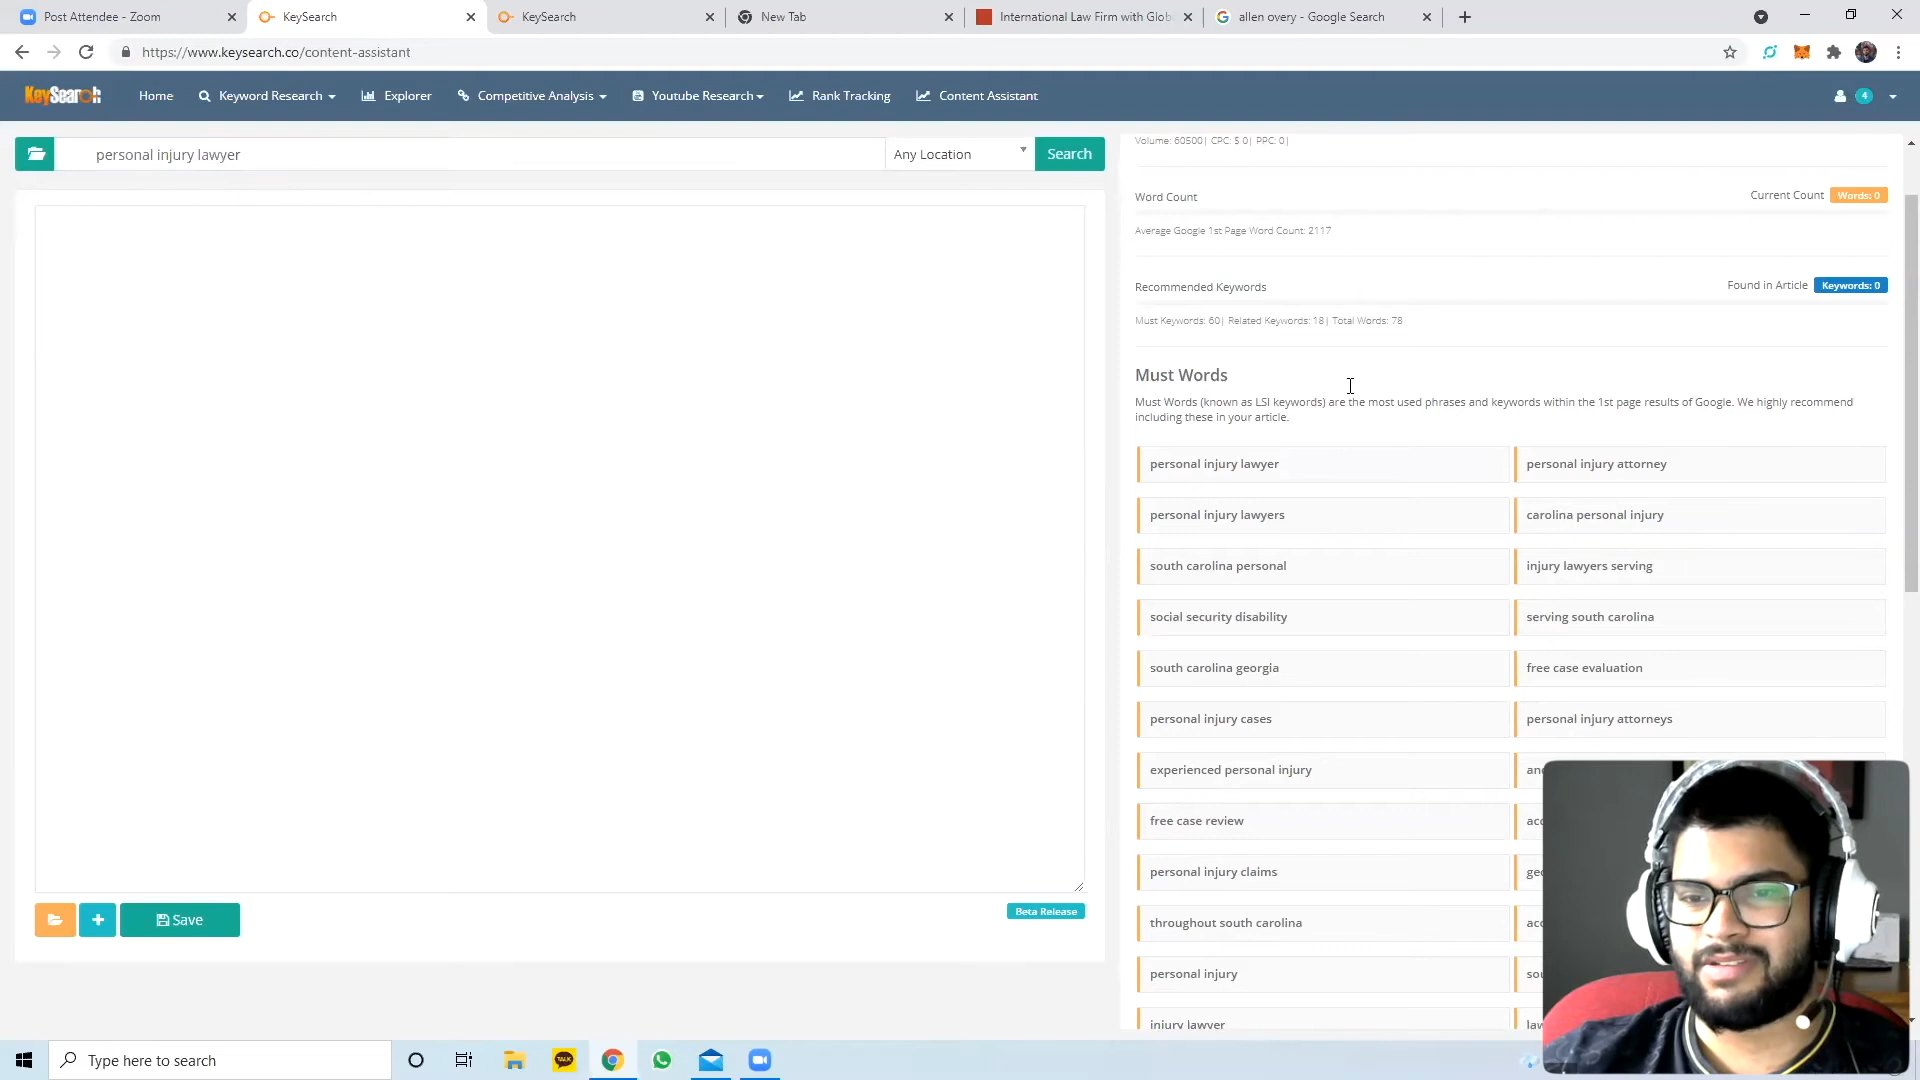 Post Attendee - Zoom
KeySearch
KeySearch
New Tab
International Law Firm with Glob
allen overy - Google Search
https://www.keysearch.co/content-assistant
KeySearch
Home
Keyword Research
Explorer
Competitive Analysis
Youtube Research
Rank Tracking
Content Assistant
4
personal injury lawyer
Any Location
Search
Volume: 60500| CPC: $ 0| PPC: 0|
Word Count
Current Count
Words: 0
Average Google 1st Page Word Count: 2117
Recommended Keywords
Found in Article
Keywords: 0
Must Keywords: 60| Related Keywords: 18| Total Words: 78
Must Words
Must Words (known as LSI keywords) are the most used phrases and keywords within the 1st page results of Google. We highly recommend
including these in your article.
personal injury lawyer
personal injury attorney
personal injury lawyers
carolina personal injury
south carolina personal
injury lawyers serving
social security disability
serving south carolina
south carolina georgia
free case evaluation
personal injury cases
personal injury attorneys
experienced personal injury
free case review
personal injury claims
throughout south carolina
personal injury
injury lawyer
Save
Beta Release
Type here to search
TALK